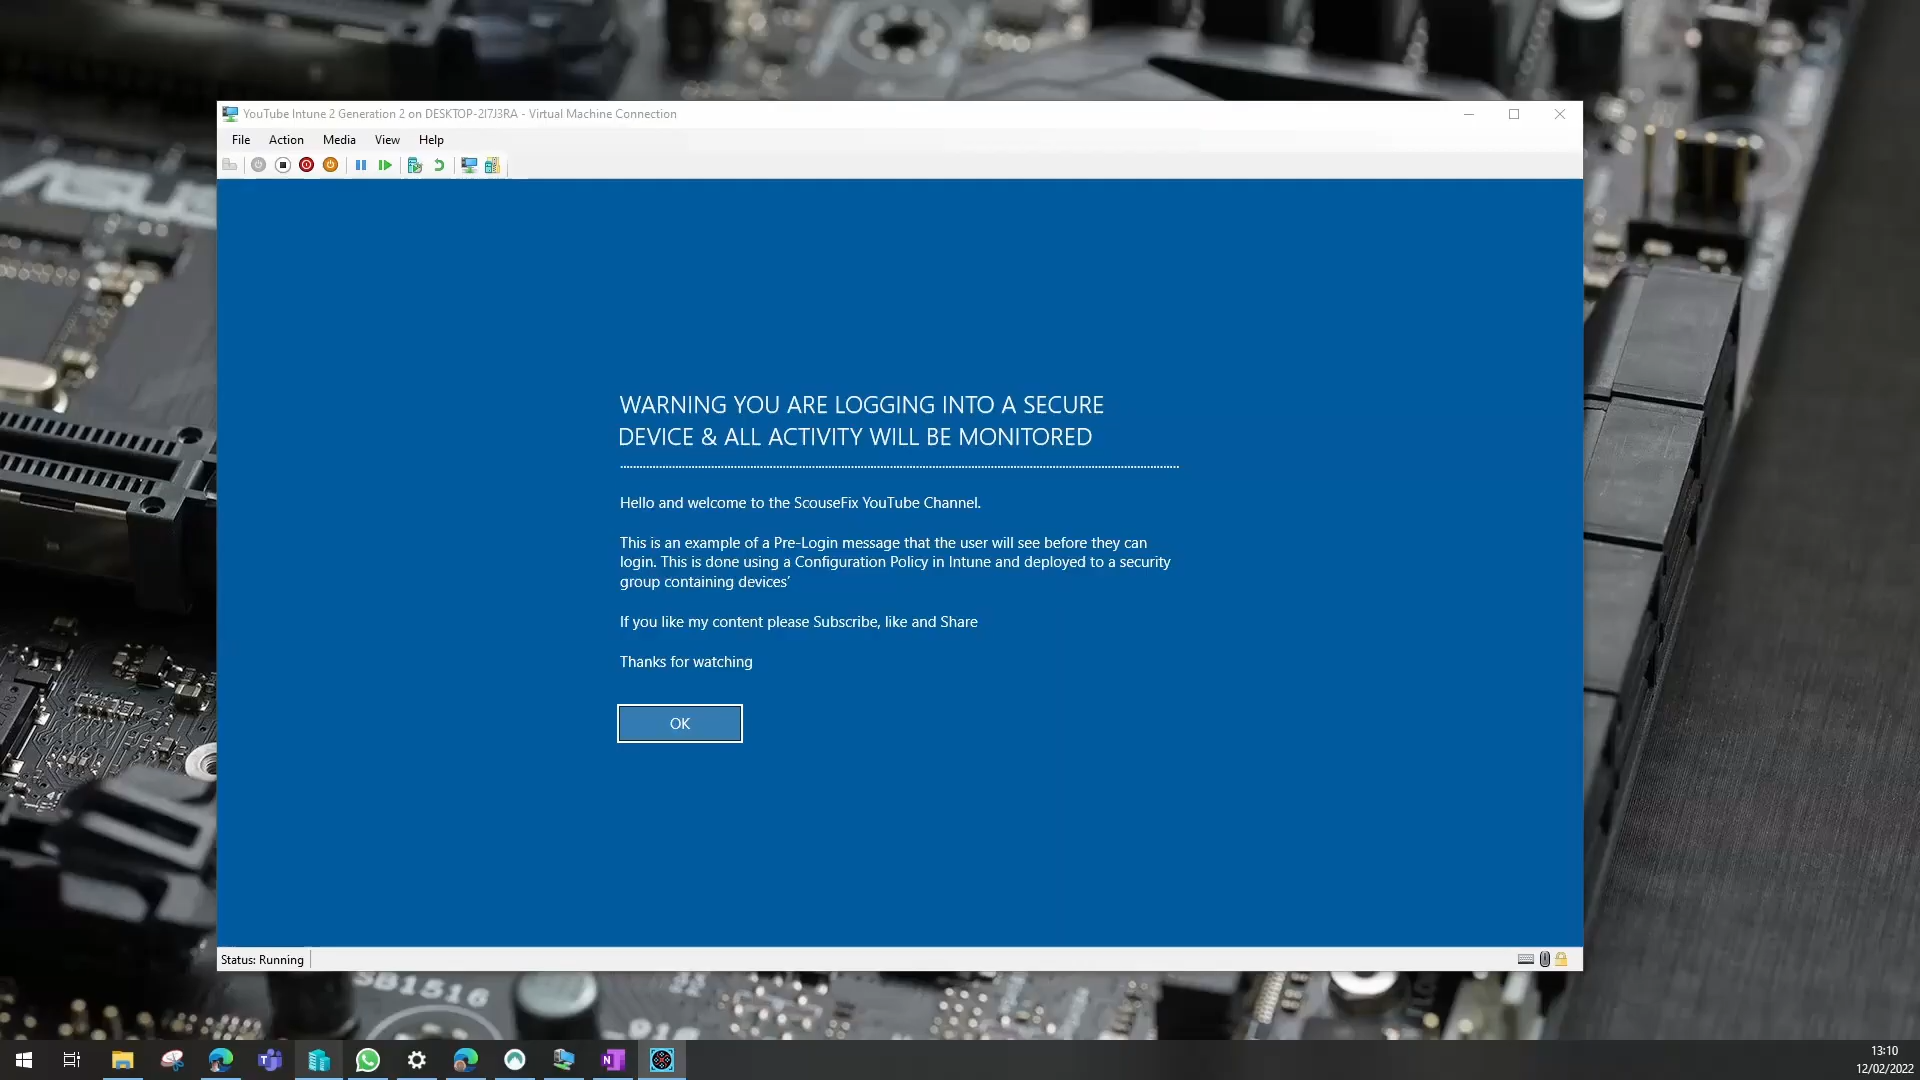 ASUS
YouTube Intune 2 Generation 2 on DESKTOP-2I7J3RA - Virtual Machine Connection
File Action Media View Help
WARNING YOU ARE LOGGING INTO A SECURE
DEVICE & ALL ACTIVITY WILL BE MONITORED
Hello and welcome to the ScouseFix YouTube Channel.
This is an example of a Pre-Login message that the user will see before they can
login. This is done using a Configuration Policy in Intune and deployed to a security
group containing devices’
If you like my content please Subscribe, like and Share
Thanks for watching
OK
Status: Running
SB1516
13:10
12/02/2022